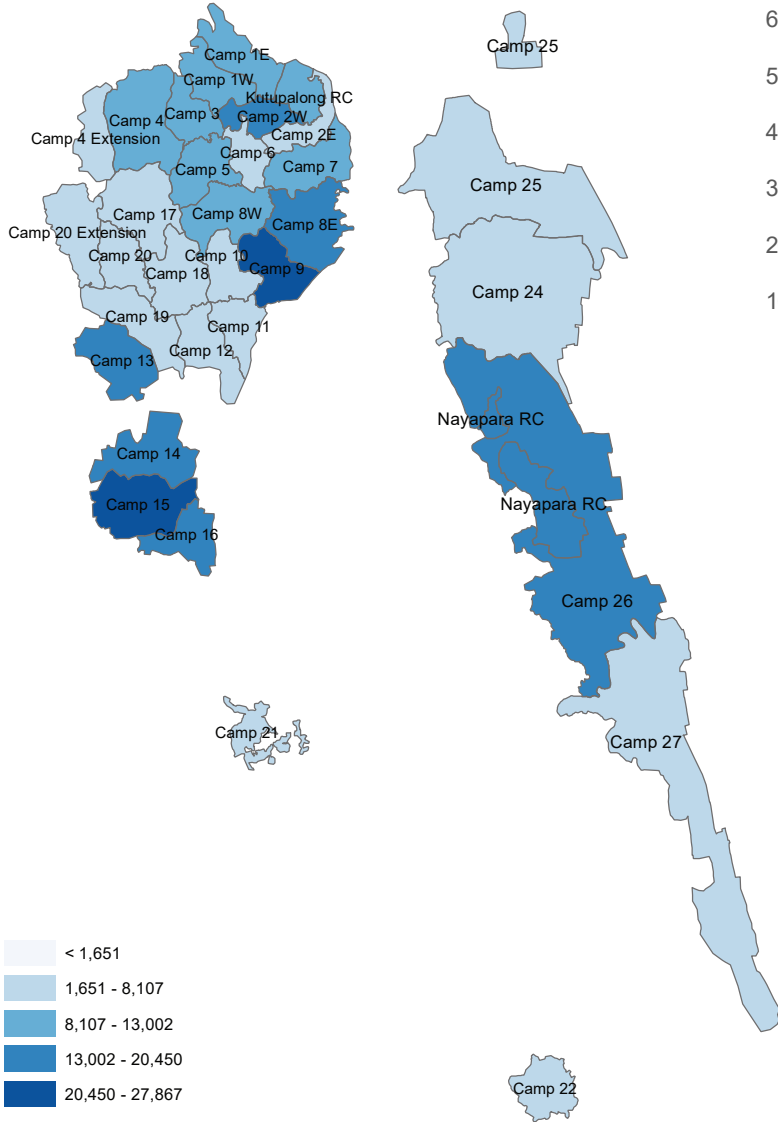 6
Camp 25
Camp 1E
5
Camp 1W
Kutupalong RC
Camp 3
Camp 2W
Camp 4
Camp 4 Extension
Camp 2E
4
Camp 6
Camp 5
Camp 7
Camp 25
3
Camp 17
Camp 8W
Camp 8E
Camp 20 Extension
2
Camp 20
Camp 10
Camp 18
Camp 9
Camp 24
1
Camp 19
Camp 11
Camp 12
Camp 13
Nayapara RC
Camp 14
Camp 15
Nayapara RC
Camp 16
Camp 26
Camp 21
Camp 27
< 1,651
1,651 - 8,107
8,107 - 13,002
13,002 - 20,450
20,450 - 27,867
Camp 22